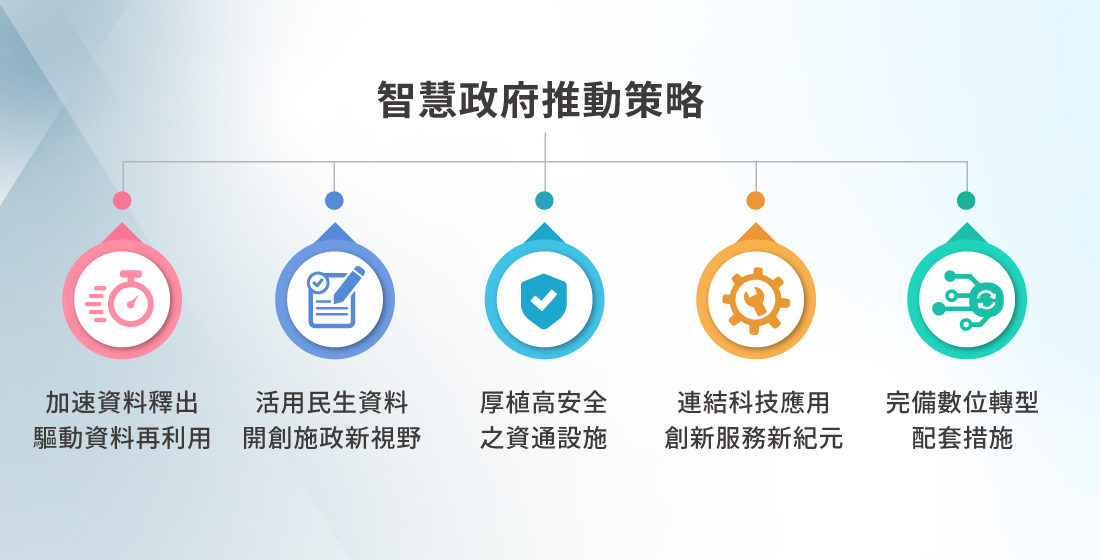 智慧政府推動策略
加速資料釋出
驅動資料再利用
活用民生資料
開創施政新視野
厚植高安全
之資通設施
連結科技應用
創新服務新紀元
完備數位轉型
配套措施